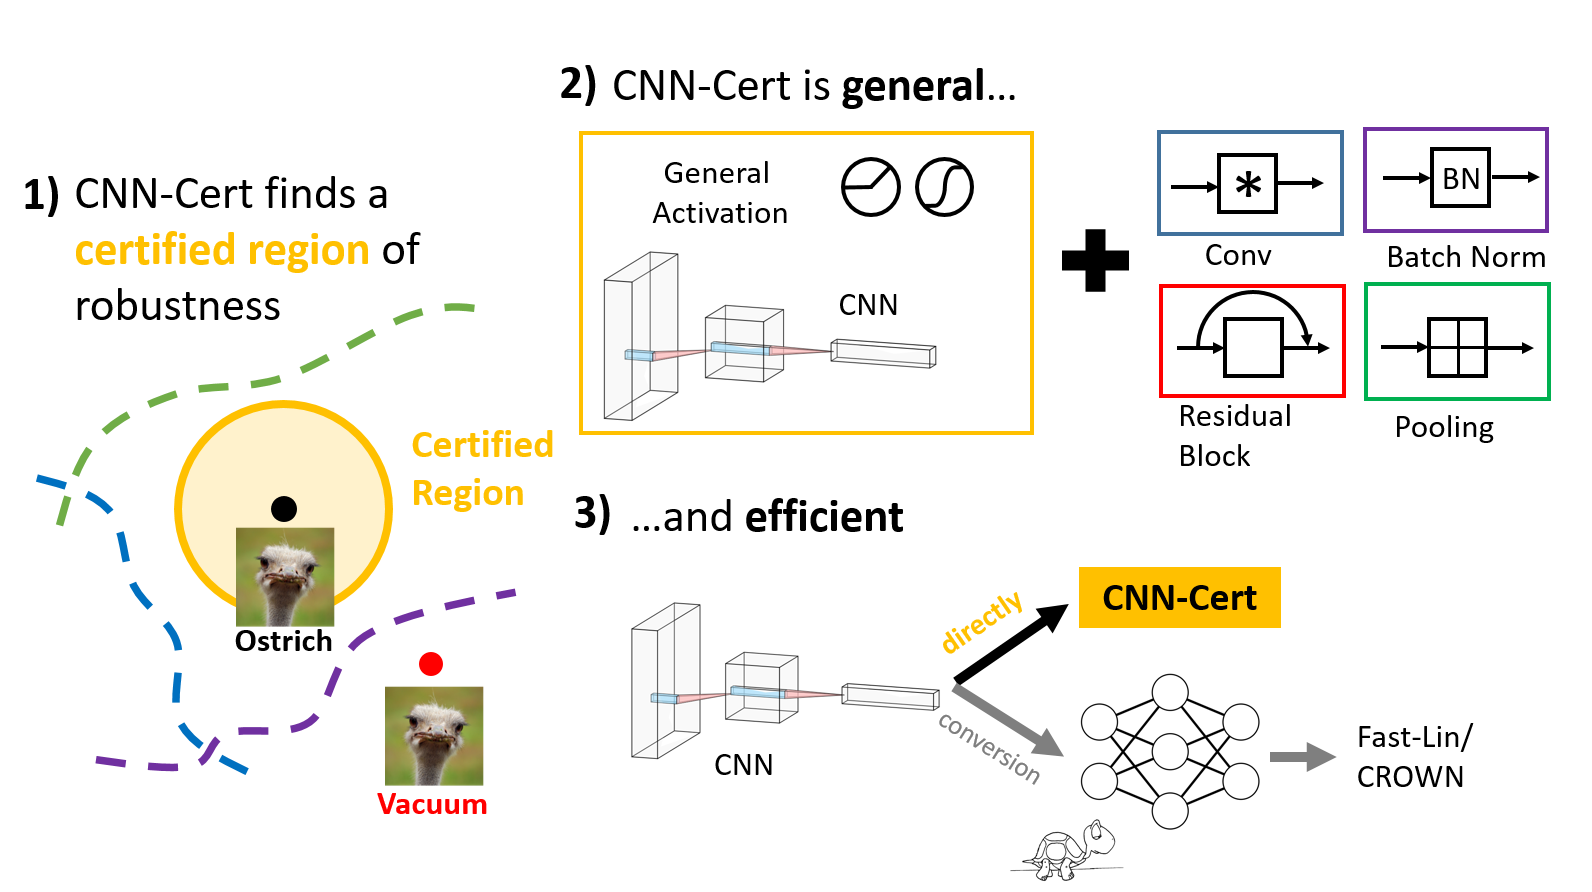 1) CNN-Cert finds a
certified region of
robustness
Certified
Region
Ostrich
Vacuum
2) CNN-Cert is general...
General
Activation
CNN
*
Conv
BN
Batch Norm
Residual
Block
Pooling
3) ...and efficient
CNN
directly
CNN-Cert
conversion
Fast-Lin/
CROWN